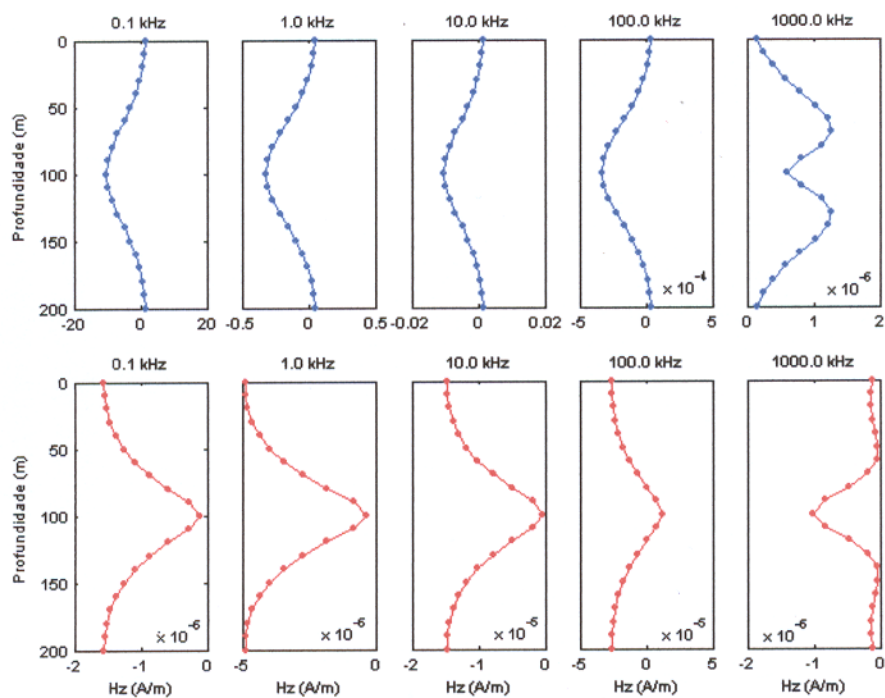 0.1 kHz 1.0 kHz 10.0 kHz 100.0 kHz 1000.0 kHz
0
50
100
150
200
Profundidade (m)
× 10⁻⁴ × 10⁻⁶
-20 0 20 -0.5 0 0.5 -0.02 0 0.02 -5 0 5 0 1 2
0.1 kHz 1.0 kHz 10.0 kHz 100.0 kHz 1000.0 kHz
0
50
100
150
200
Profundidade (m)
× 10⁻⁶ × 10⁻⁶ × 10⁻⁵ × 10⁻⁵ × 10⁻⁶
-2 -1 0 -5 0 -2 -1 0 -5 0 5 -2 -1 0
Hz (A/m) Hz (A/m) Hz (A/m) Hz (A/m) Hz (A/m)